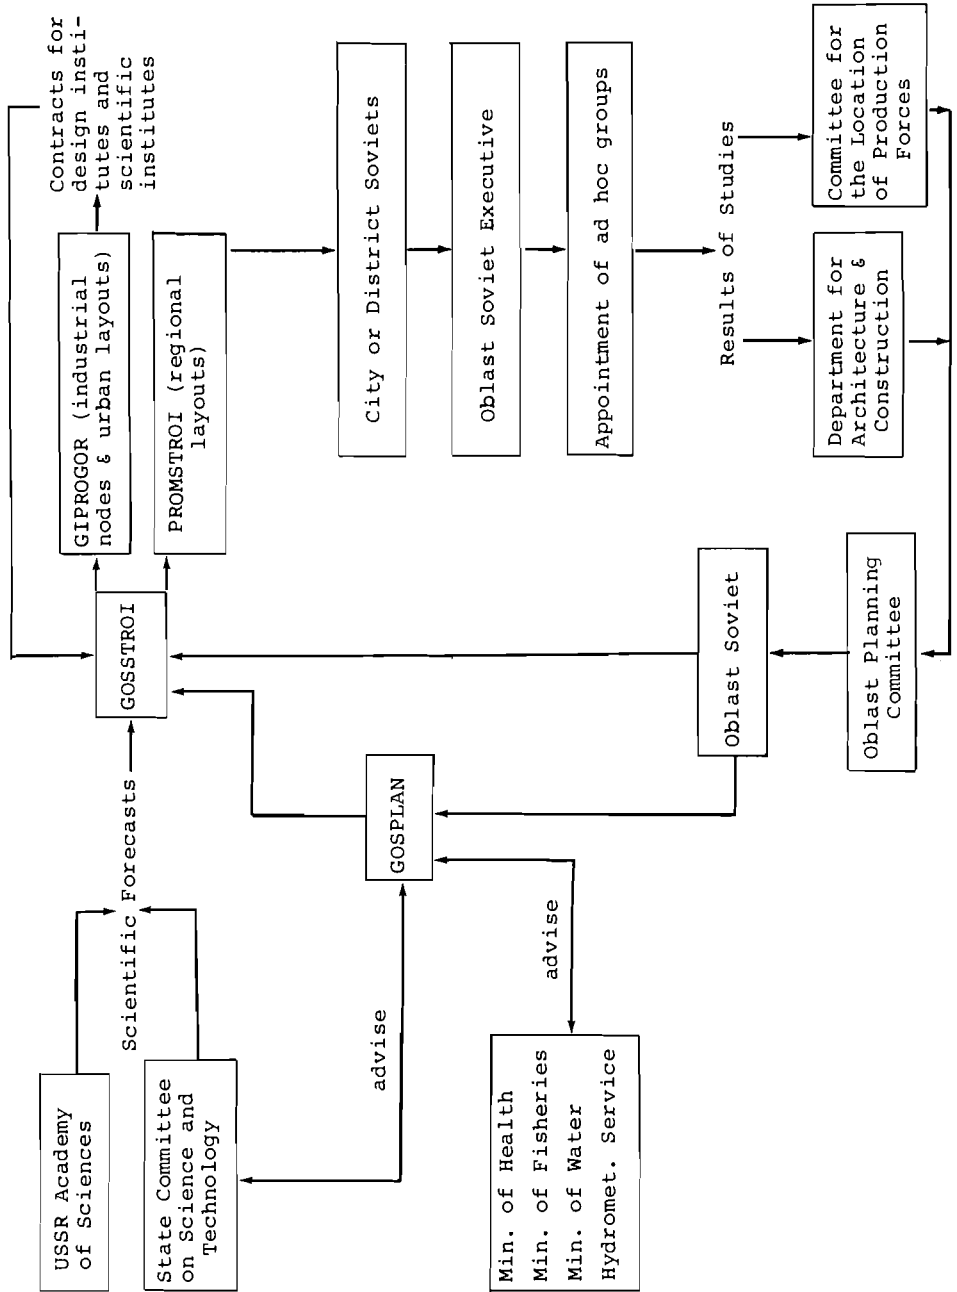 USSR Academy
of Sciences
State Committee
on Science and
Technology
Scientific Forecasts
GOSSTROI
GIPROGOR (industrial
nodes & urban layouts)
PROMSTROI (regional
layouts)
Contracts for
design insti-
tutes and
scientific
institutes
advise
GOSPLAN
City or District Soviets
Oblast Soviet Executive
Appointment of ad hoc groups
advise
Min. of Health
Min. of Fisheries
Min. of Water
Hydromet. Service
Oblast Soviet
Results of Studies
Oblast Planning
Committee
Department for
Architecture &
Construction
Committee for
the Location
of Production
Forces